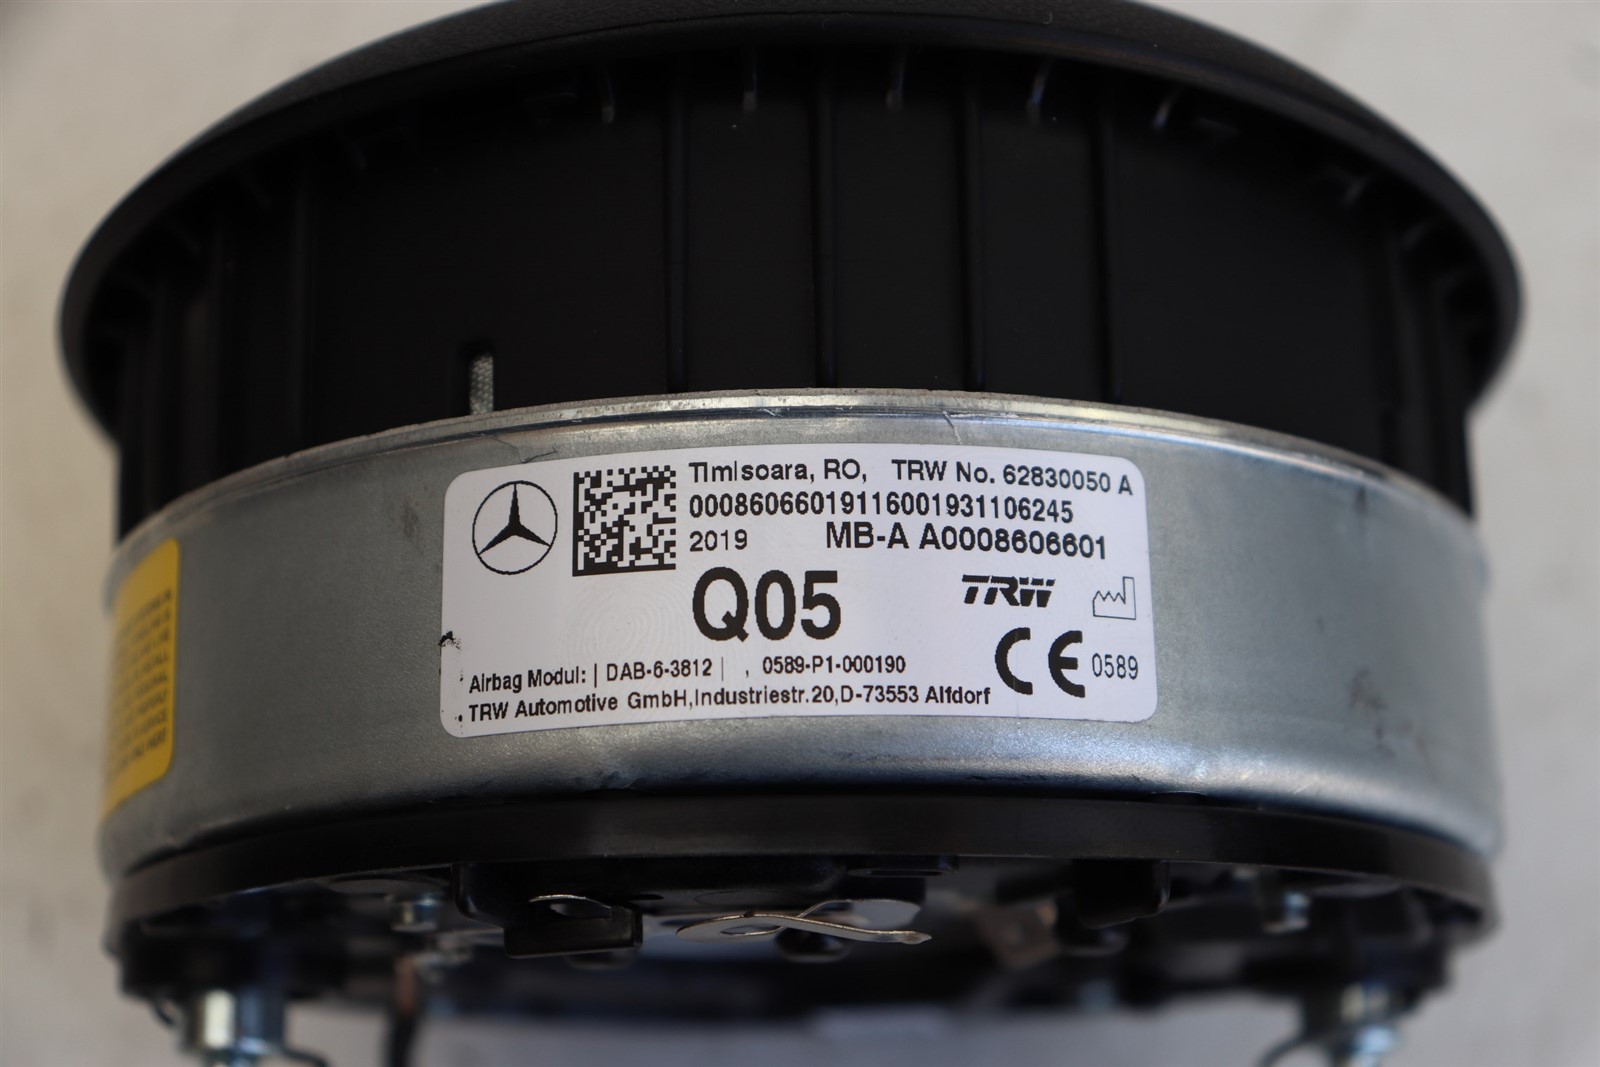 Timisoara, RO, TRW No. 62830050 A
00086066019116001931106245
2019 MB-A A0008606601
Q05 TRW
Airbag Modul: | DAB-6-3812 | , 0589-P1-000190 CE 0589
TRW Automotive GmbH,Industriestr.20,D-73553 Alfdorf